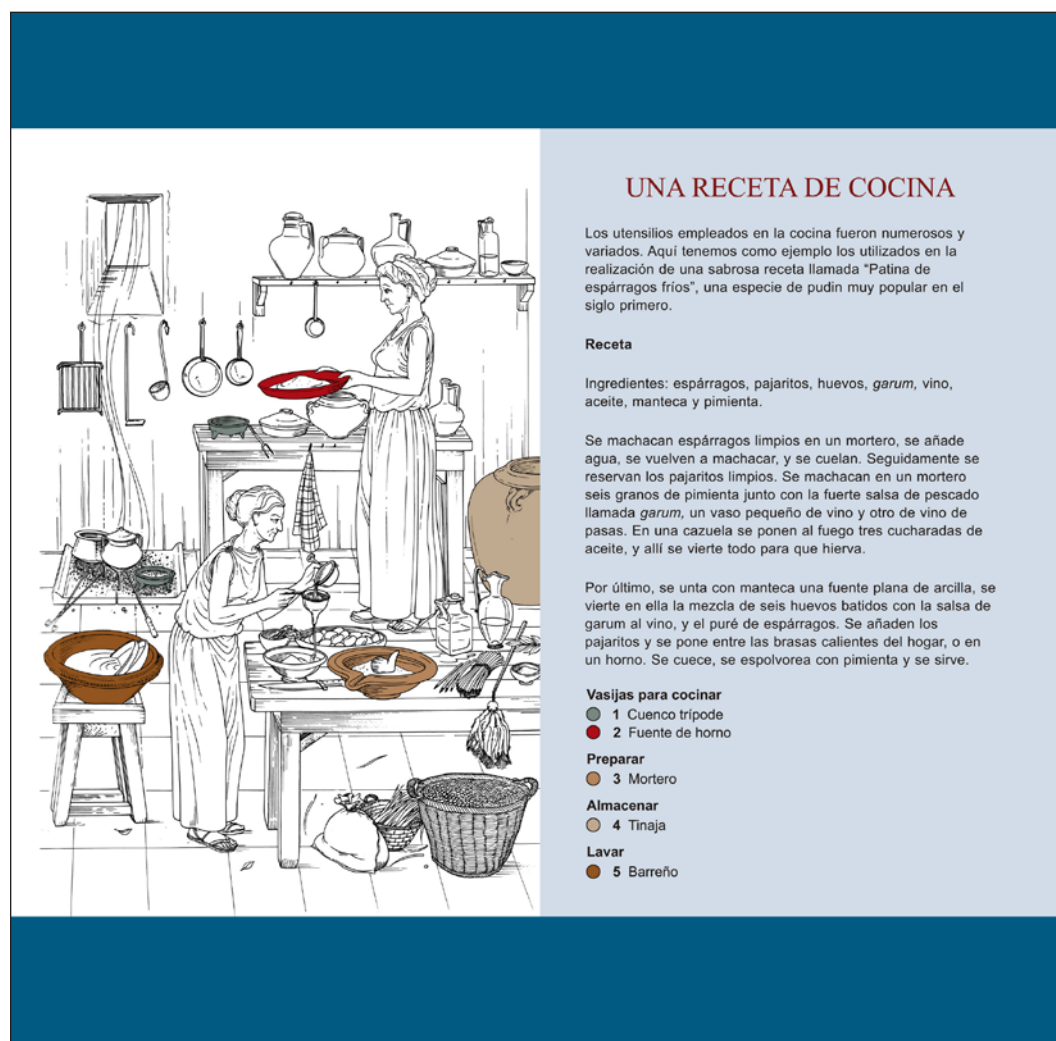 UNA RECETA DE COCINA
Los utensilios empleados en la cocina fueron numerosos y
variados. Aquí tenemos como ejemplo los utilizados en la
realización de una sabrosa receta llamada “Patina de
espárragos fríos”, una especie de pudin muy popular en el
siglo primero.
Receta
Ingredientes: espárragos, pajaritos, huevos, garum, vino,
aceite, manteca y pimienta.
Se machacan espárragos limpios en un mortero, se añade
agua, se vuelven a machacar, y se cuelan. Seguidamente se
reservan los pajaritos limpios. Se machacan en un mortero
seis granos de pimienta junto con la fuerte salsa de pescado
llamada garum, un vaso pequeño de vino y otro de vino de
pasas. En una cazuela se ponen al fuego tres cucharadas de
aceite, y allí se vierte todo para que hierva.
Por último, se unta con manteca una fuente plana de arcilla, se
vierte en ella la mezcla de seis huevos batidos con la salsa de
garum al vino, y el puré de espárragos. Se añaden los
pajaritos y se pone entre las brasas calientes del hogar, o en
un horno. Se cuece, se espolvorea con pimienta y se sirve.
Vasijas para cocinar
1 Cuenco trípode
2 Fuente de horno
Preparar
3 Mortero
Almacenar
4 Tinaja
Lavar
5 Barreño